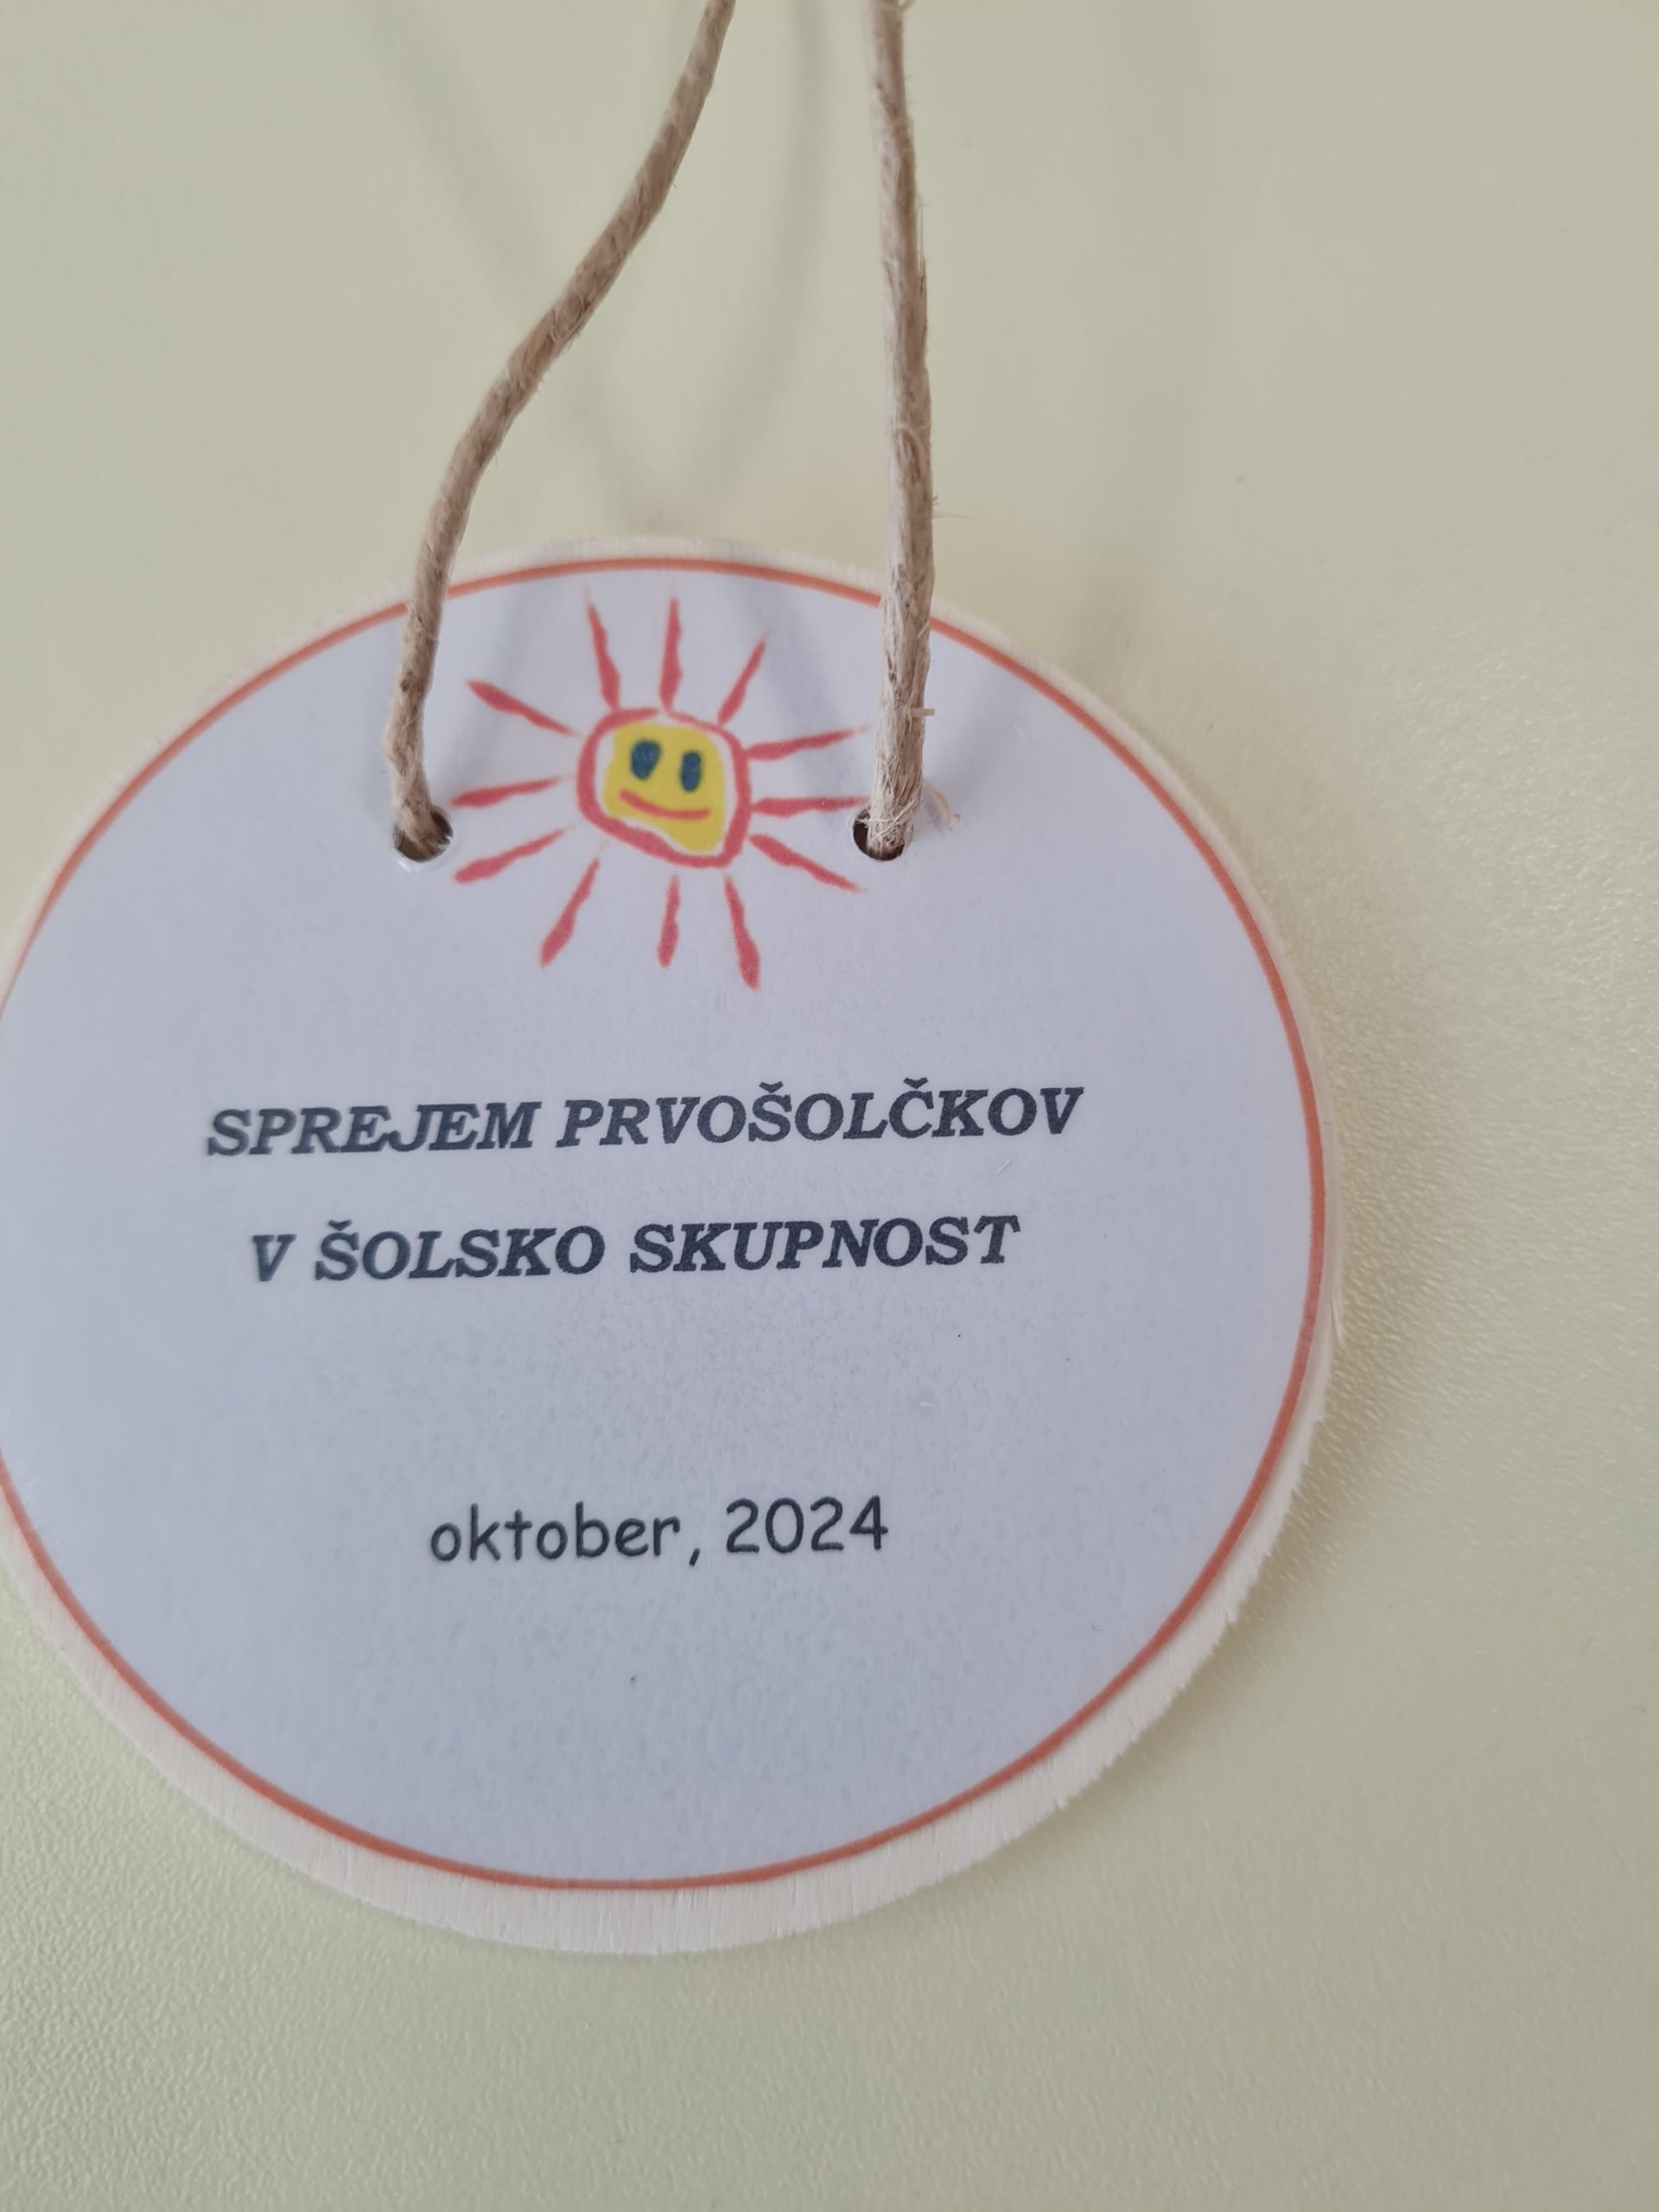 SPREJEM PRVOŠOLČKOV
V ŠOLSKO SKUPNOST
oktober, 2024